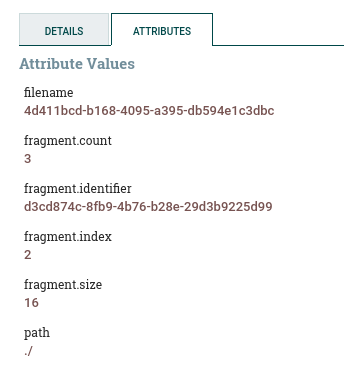 DETAILS
ATTRIBUTES
Attribute Values
filename
4d411bcd-b168-4095-a395-db594e1c3dbc
fragment.count
3
fragment.identifier
d3cd874c-8fb9-4b76-b28e-29d3b9225d99
fragment.index
2
fragment.size
16
path
./